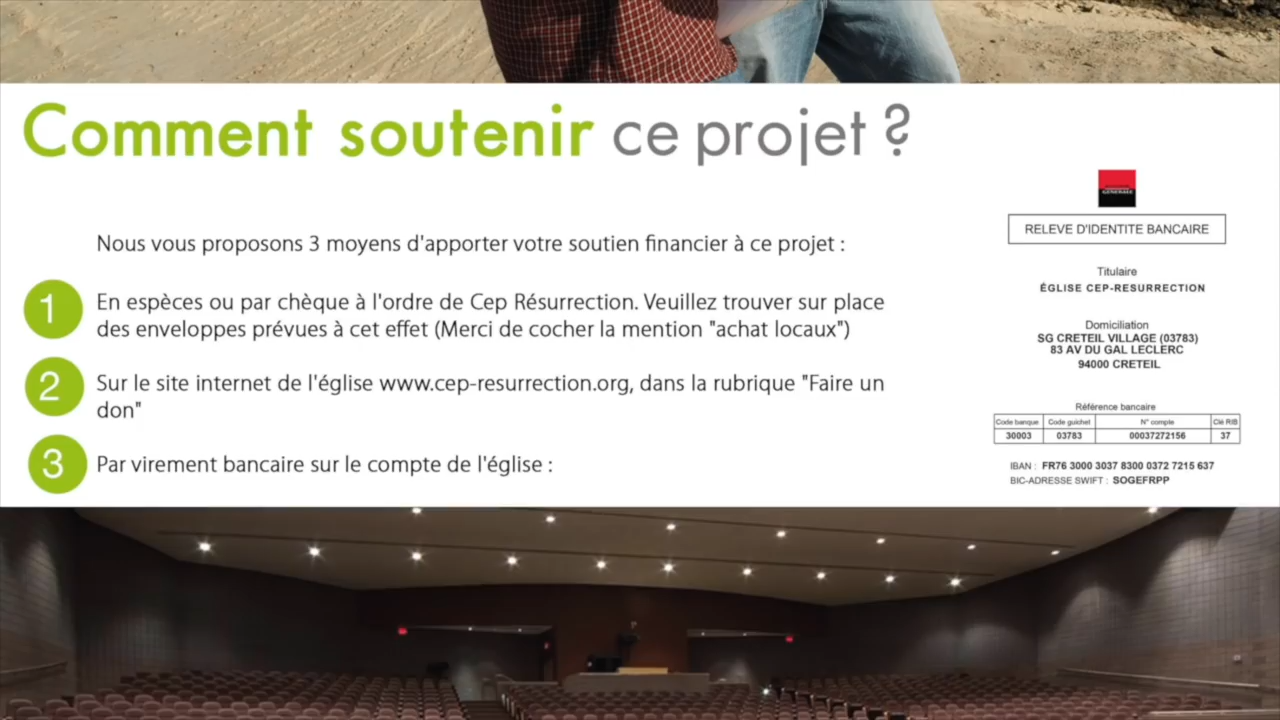 Comment soutenir ce projet ?
Nous vous proposons 3 moyens d'apporter votre soutien financier à ce projet :
1 En espèces ou par chèque à l'ordre de Cep Résurrection. Veuillez trouver sur place
des enveloppes prévues à cet effet (Merci de cocher la mention "achat locaux")
2 Sur le site internet de l'église www.cep-resurrection.org, dans la rubrique "Faire un
don"
3 Par virement bancaire sur le compte de l'église :
GENERALE
RELEVE D'IDENTITE BANCAIRE
Titulaire
ÉGLISE CEP-RESURRECTION
Domiciliation
SG CRETEIL VILLAGE (03783)
83 AV DU GAL LECLERC
94000 CRETEIL
Référence bancaire
Code banque Code guichet N° compte Clé RIB
30003 03783 00037272156 37
IBAN : FR76 3000 3037 8300 0372 7215 637
BIC-ADRESSE SWIFT : SOGEFRPP